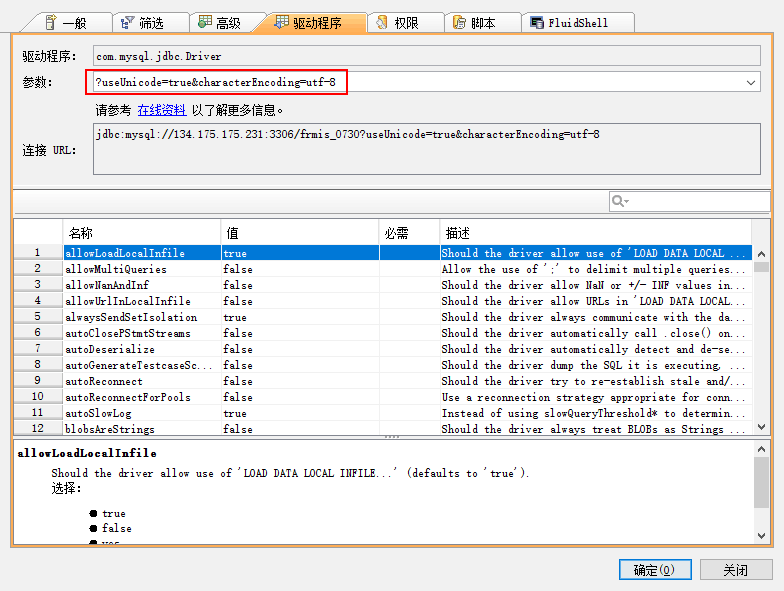 一般 筛选 高级 驱动程序 权限 脚本 FluidShell
驱动程序: com.mysql.jdbc.Driver
参数: ?useUnicode=true&characterEncoding=utf-8
请参考 在线资料 以了解更多信息。
连接 URL: jdbc:mysql://134.175.175.231:3306/frmis_0730?useUnicode=true&characterEncoding=utf-8
名称 值 必需 描述
1 allowLoadLocalInfile true Should the driver allow use of 'LOAD DATA LOCAL ...
2 allowMultiQueries false Allow the use of ';' to delimit multiple queries...
3 allowNanAndInf false Should the driver allow NaN or +/- INF values in...
4 allowUrlInLocalInfile false Should the driver allow URLs in 'LOAD DATA LOCAL...
5 alwaysSendSetIsolation true Should the driver always communicate with the da...
6 autoClosePStmtStreams false Should the driver automatically call .close() on...
7 autoDeserialize false Should the driver automatically detect and de-se...
8 autoGenerateTestcaseSc... false Should the driver dump the SQL it is executing, ...
9 autoReconnect false Should the driver try to re-establish stale and/...
10 autoReconnectForPools false Use a reconnection strategy appropriate for conn...
11 autoSlowLog true Instead of using slowQueryThreshold* to determin...
12 blobsAreStrings false Should the driver always treat BLOBs as Strings ...
allowLoadLocalInfile
Should the driver allow use of 'LOAD DATA LOCAL INFILE...' (defaults to 'true').
选择:
● true
● false
确定(O) 关闭